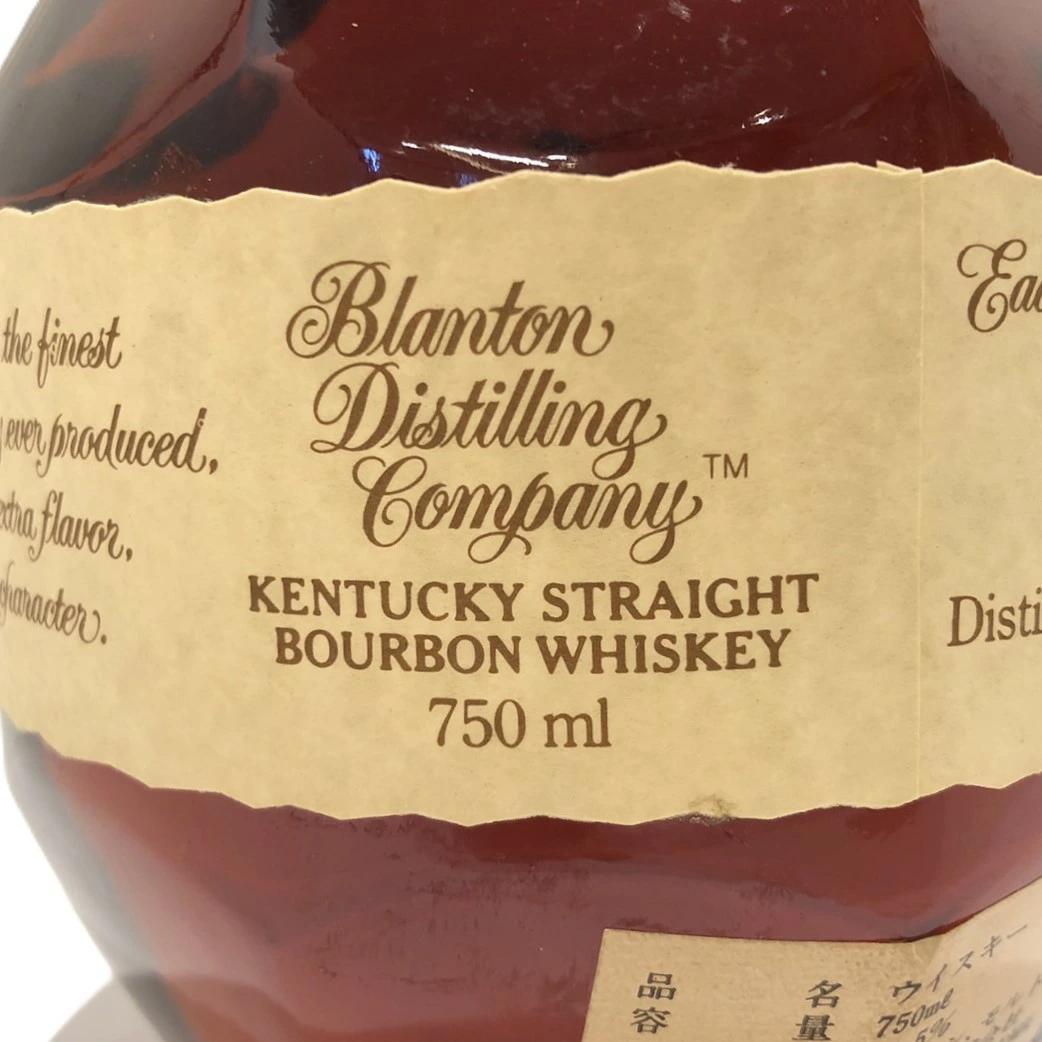 the finest
ever produced,
extra flavor,
character.
Blanton
Distilling
Company™
KENTUCKY STRAIGHT
BOURBON WHISKEY
750 ml
品 名 ウイスキー
容 量 750ml
5%